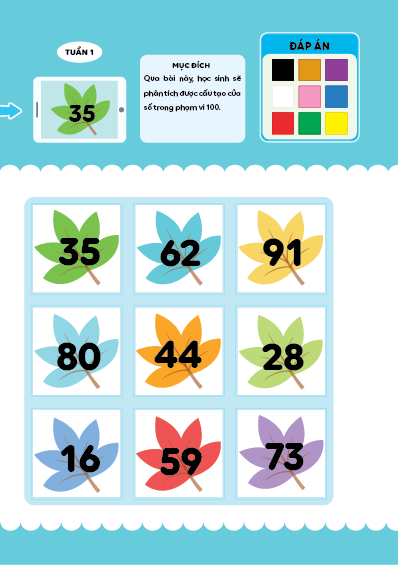 TUẦN 1
35
MỤC ĐÍCH
Qua bài này, học sinh sẽ
phân tích được cấu tạo của
số trong phạm vi 100.
ĐÁP ÁN
35 62 91
80 44 28
16 59 73